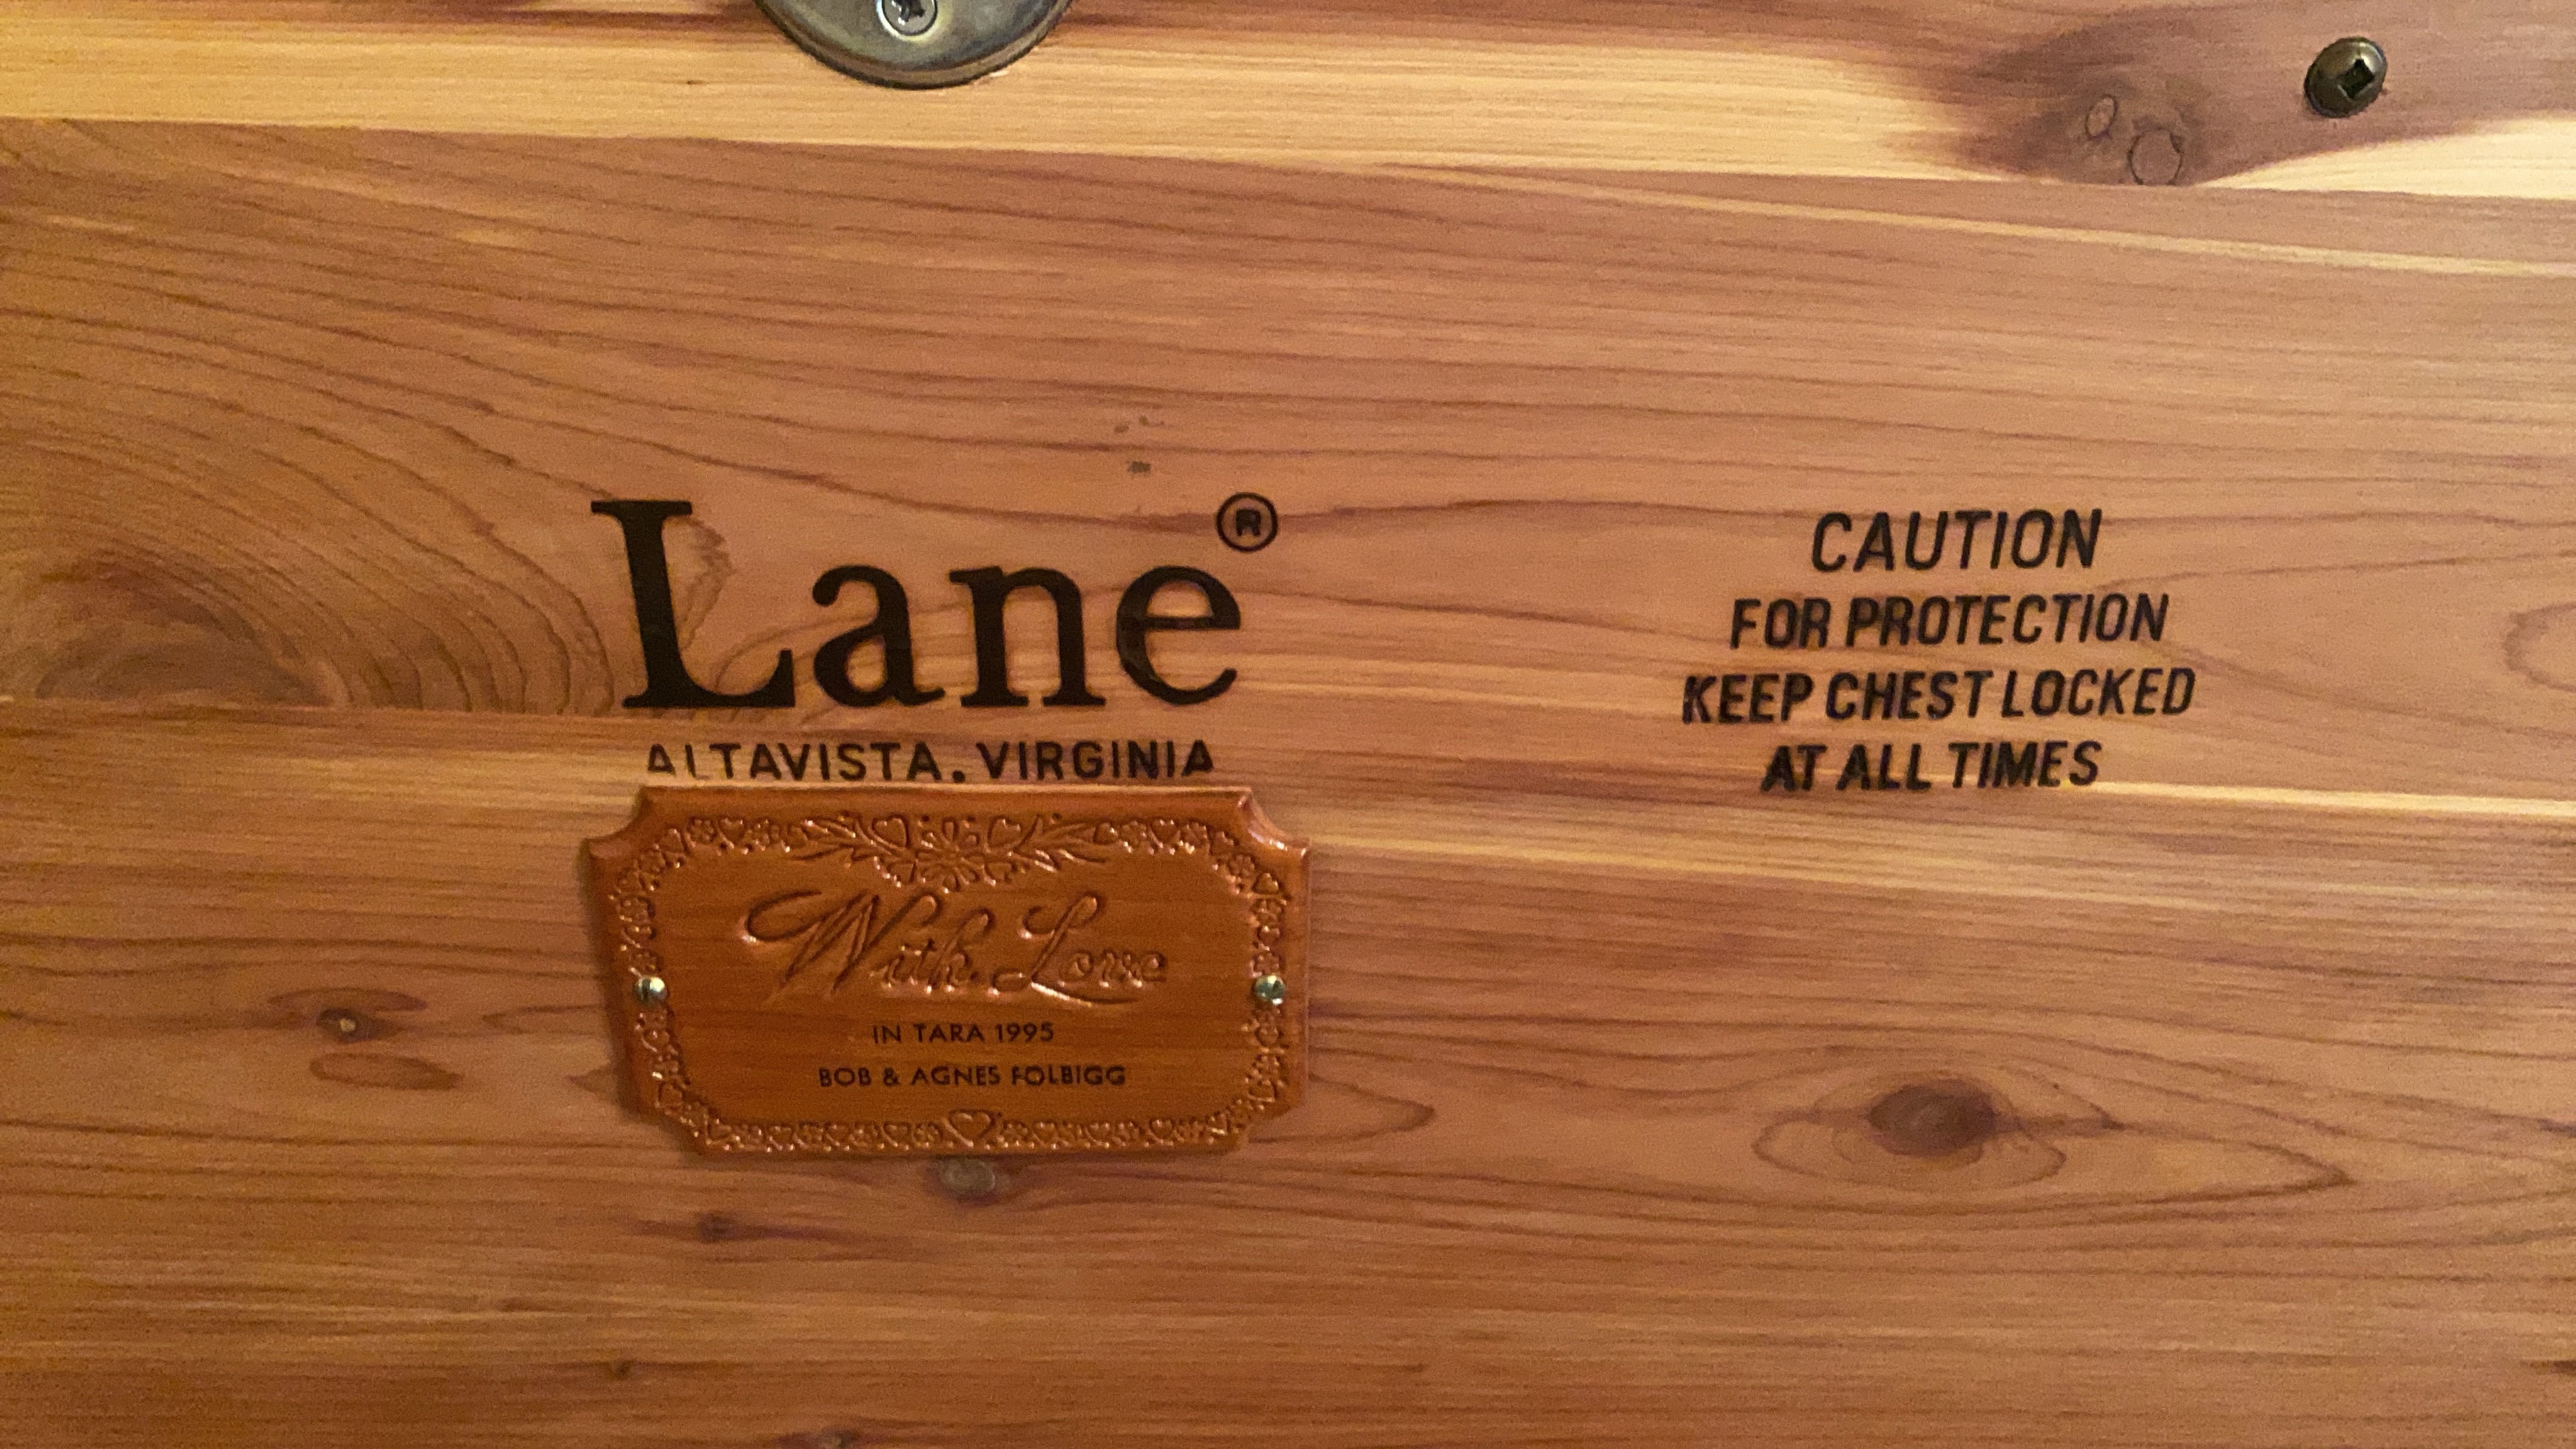 Lane®
ALTAVISTA, VIRGINIA
With Love
IN TARA 1995
BOB & AGNES FOLBIGG
CAUTION
FOR PROTECTION
KEEP CHEST LOCKED
AT ALL TIMES